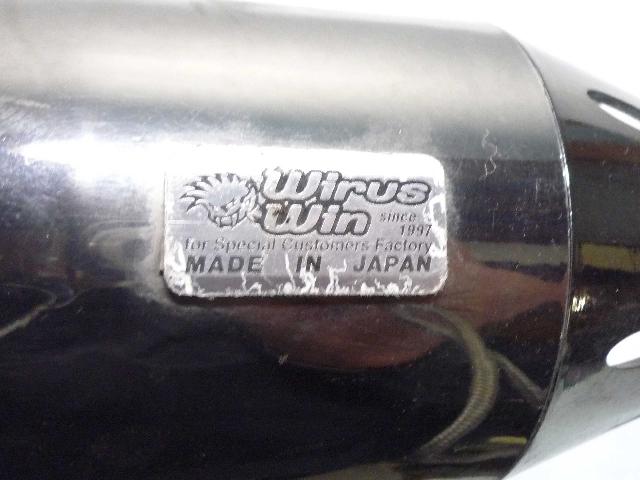 Wirus
Win since
1997
for Special Customers Factory
MADE IN JAPAN